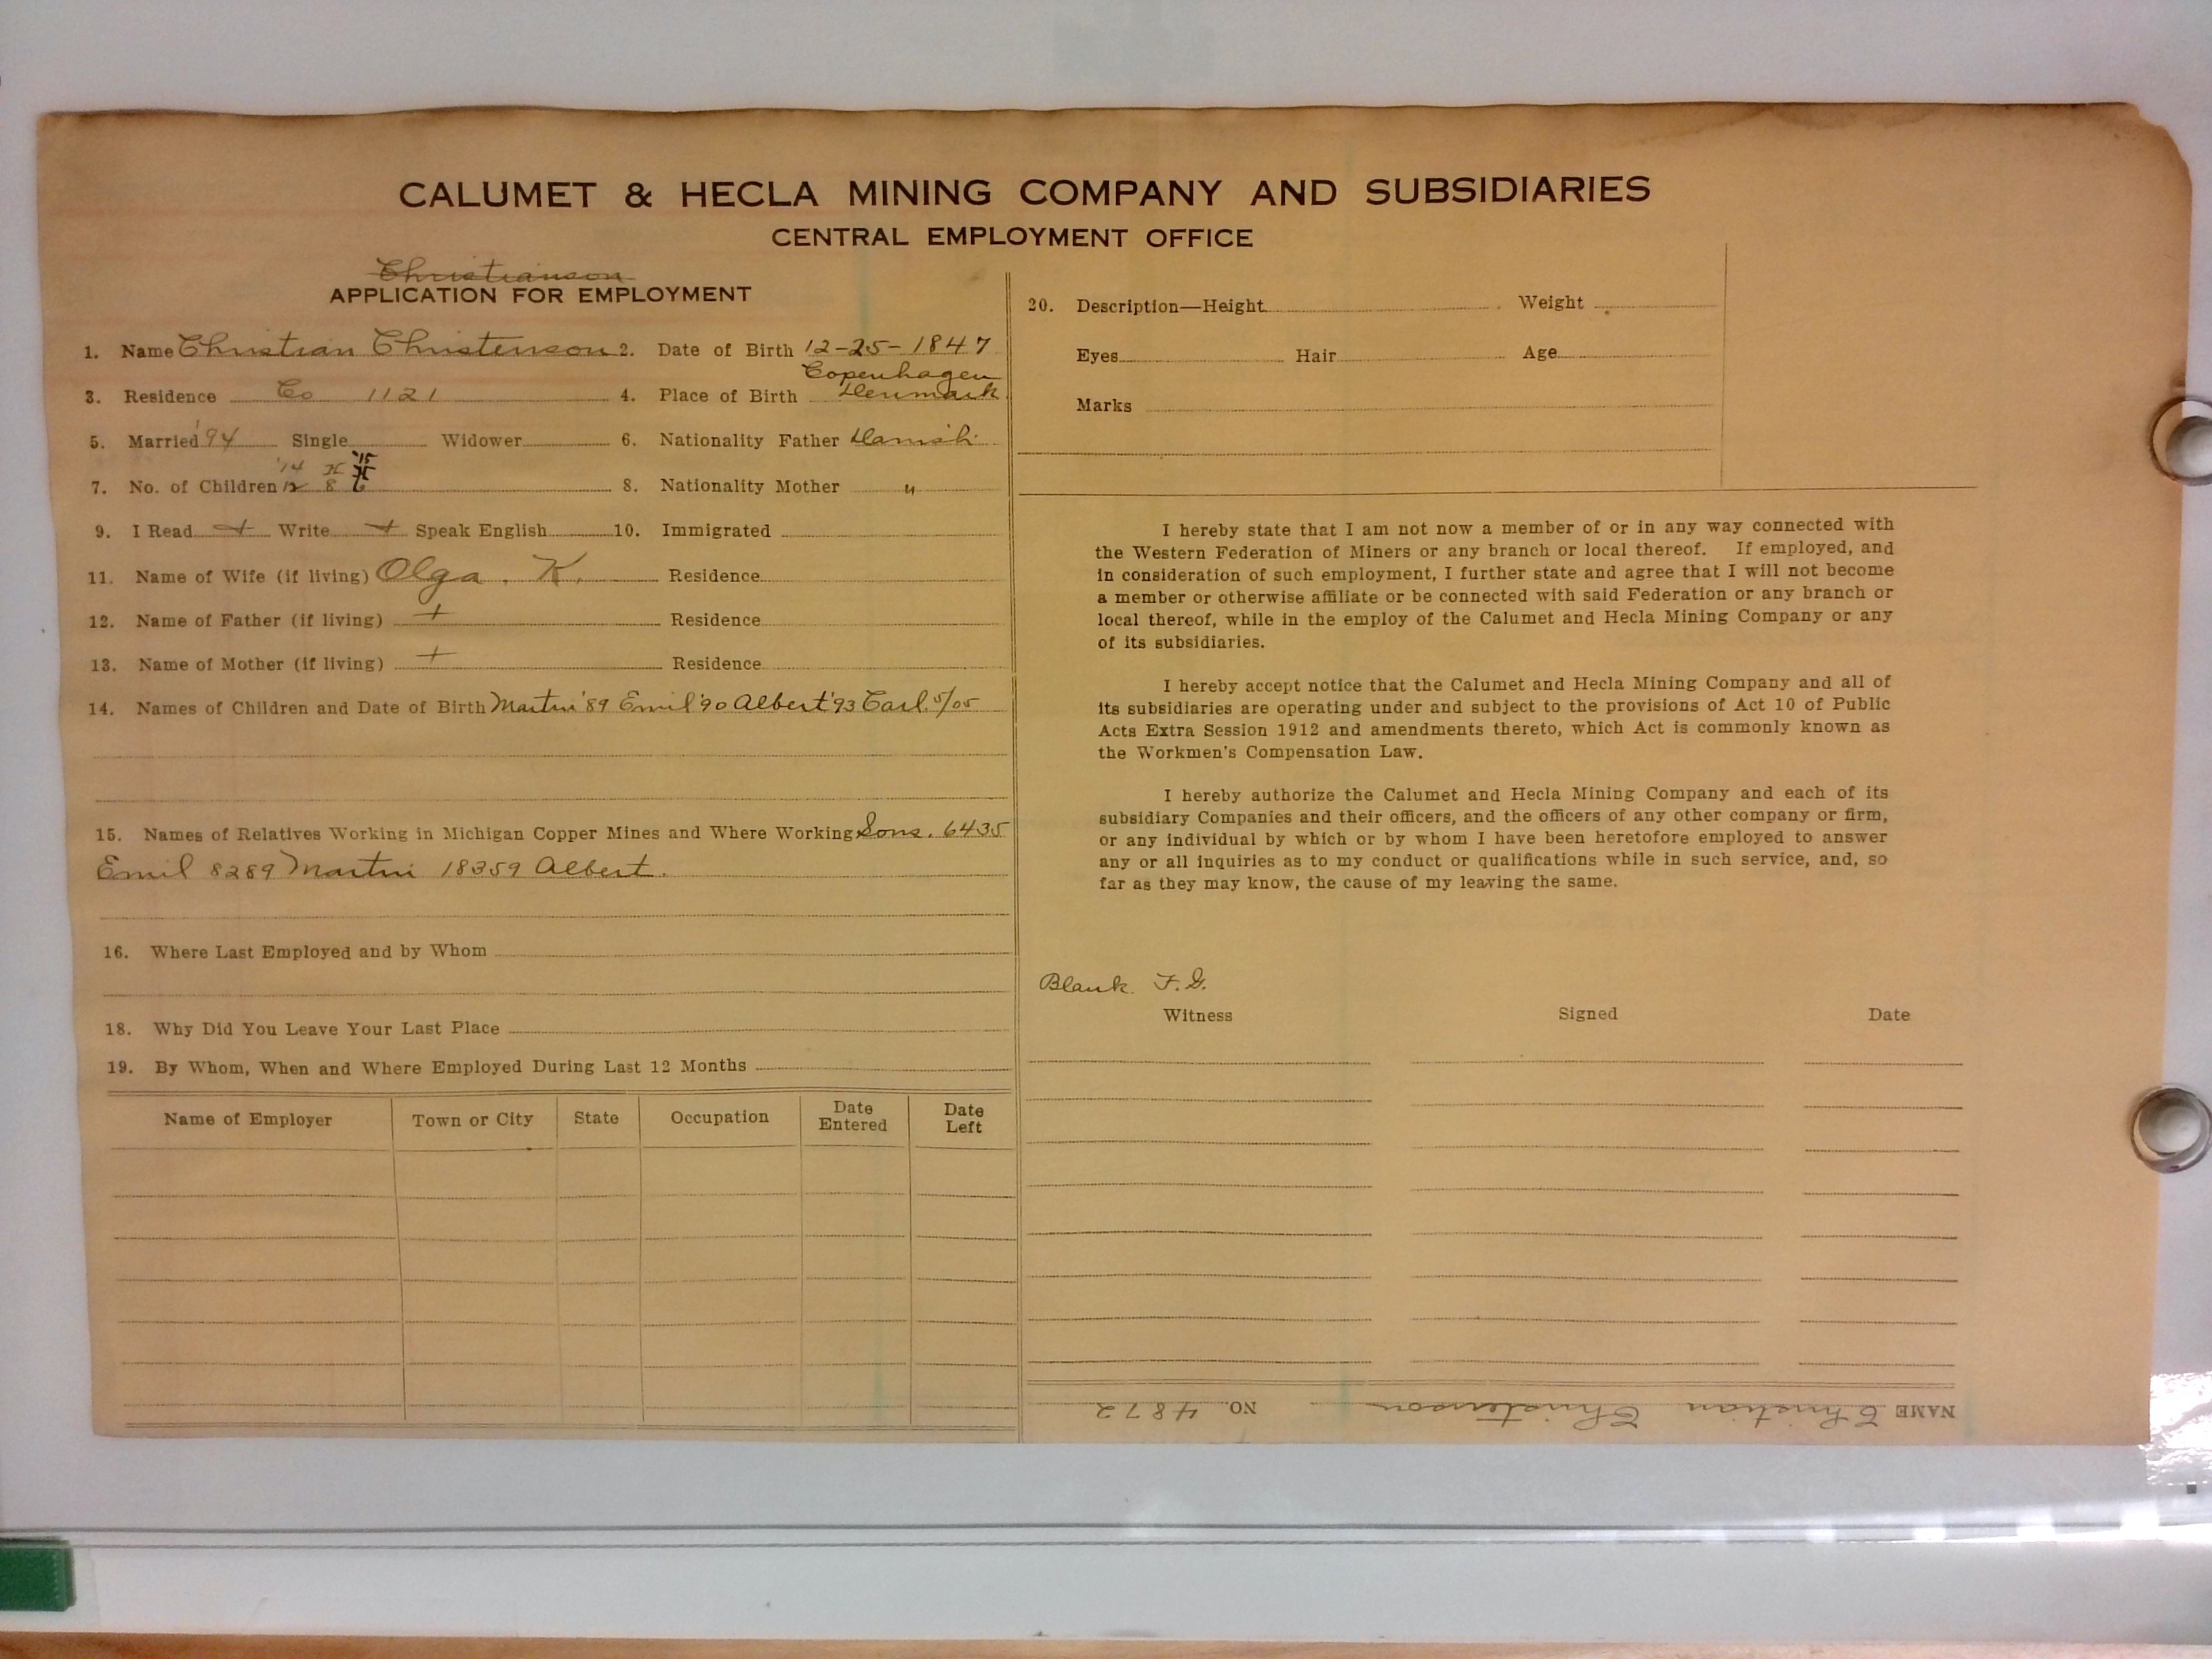 CALUMET & HECLA MINING COMPANY AND SUBSIDIARIES
CENTRAL EMPLOYMENT OFFICE
Christianson
APPLICATION FOR EMPLOYMENT
1. Name Christian Christenson 2. Date of Birth 12-25-1847
3. Residence Co 1121 4. Place of Birth Copenhagen Denmark
5. Married '94 Single Widower 6. Nationality Father Danish
'14 '15
7. No. of Children 12 8 6 8. Nationality Mother "
9. I Read + Write + Speak English 10. Immigrated
11. Name of Wife (if living) Olga. K. Residence
12. Name of Father (if living) + Residence
13. Name of Mother (if living) + Residence
14. Names of Children and Date of Birth Martin '89 Emil '90 Albert '93 Carl. 5/05
15. Names of Relatives Working in Michigan Copper Mines and Where Working Sons. 6435
Emil 8289 Martin 18359 Albert.
16. Where Last Employed and by Whom
18. Why Did You Leave Your Last Place
19. By Whom, When and Where Employed During Last 12 Months
Name of Employer Town or City State Occupation Date Entered Date Left
20. Description—Height Weight
Eyes Hair Age
Marks
I hereby state that I am not now a member of or in any way connected with
the Western Federation of Miners or any branch or local thereof. If employed, and
in consideration of such employment, I further state and agree that I will not become
a member or otherwise affiliate or be connected with said Federation or any branch or
local thereof, while in the employ of the Calumet and Hecla Mining Company or any
of its subsidiaries.
I hereby accept notice that the Calumet and Hecla Mining Company and all of
its subsidiaries are operating under and subject to the provisions of Act 10 of Public
Acts Extra Session 1912 and amendments thereto, which Act is commonly known as
the Workmen's Compensation Law.
I hereby authorize the Calumet and Hecla Mining Company and each of its
subsidiary Companies and their officers, and the officers of any other company or firm,
or any individual by which or by whom I have been heretofore employed to answer
any or all inquiries as to my conduct or qualifications while in such service, and, so
far as they may know, the cause of my leaving the same.
Blank F.G.
Witness Signed Date
NAME Christian Christenson NO. 4872